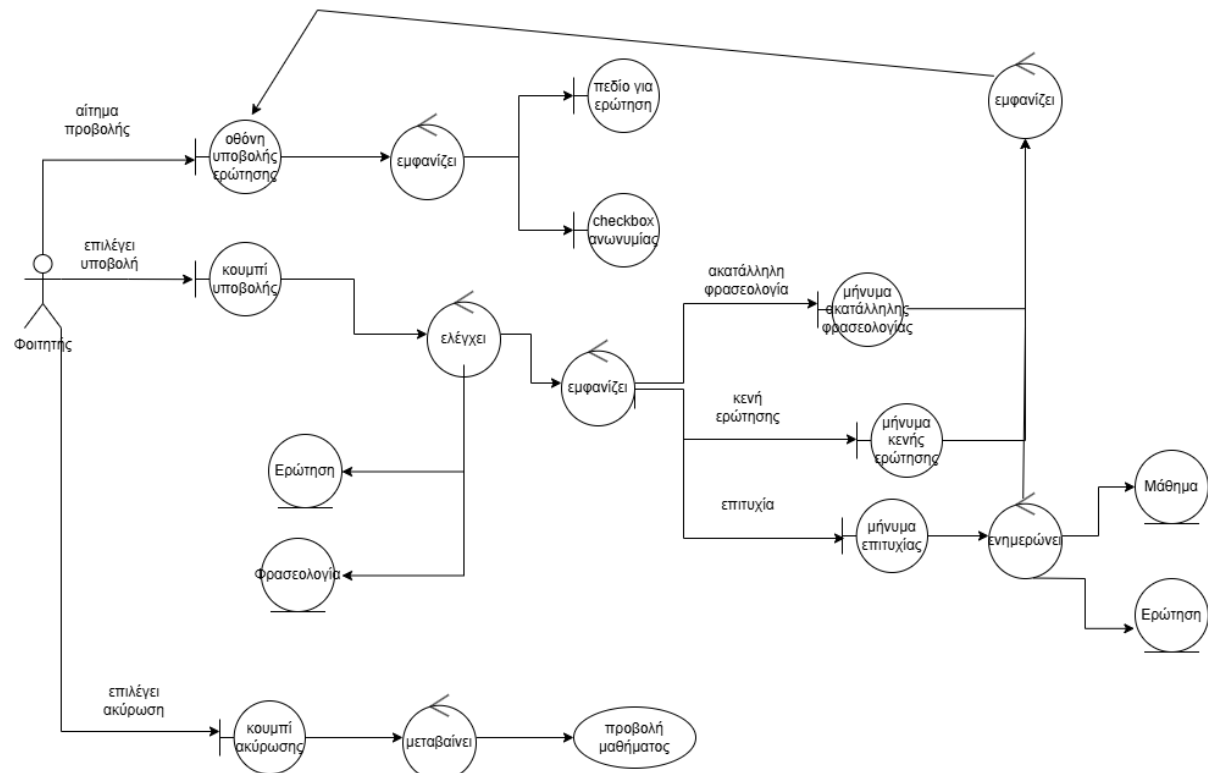 αίτημα
προβολής
οθόνη
υποβολής
ερώτησης
εμφανίζει
πεδίο για
ερώτηση
checkbox
ανωνυμίας
εμφανίζει
επιλέγει
υποβολή
κουμπί
υποβολής
Φοιτητής
ελέγχει
εμφανίζει
ακατάλληλη
φρασεολογία
μήνυμα
ακατάλληλης
φρασεολογίας
κενή
ερώτησης
μήνυμα
κενής
ερώτησης
επιτυχία
μήνυμα
επιτυχίας
ενημερώνει
Μάθημα
Ερώτηση
Ερώτηση
Φρασεολογία
επιλέγει
ακύρωση
κουμπί
ακύρωσης
μεταβαίνει
προβολή
μαθήματος